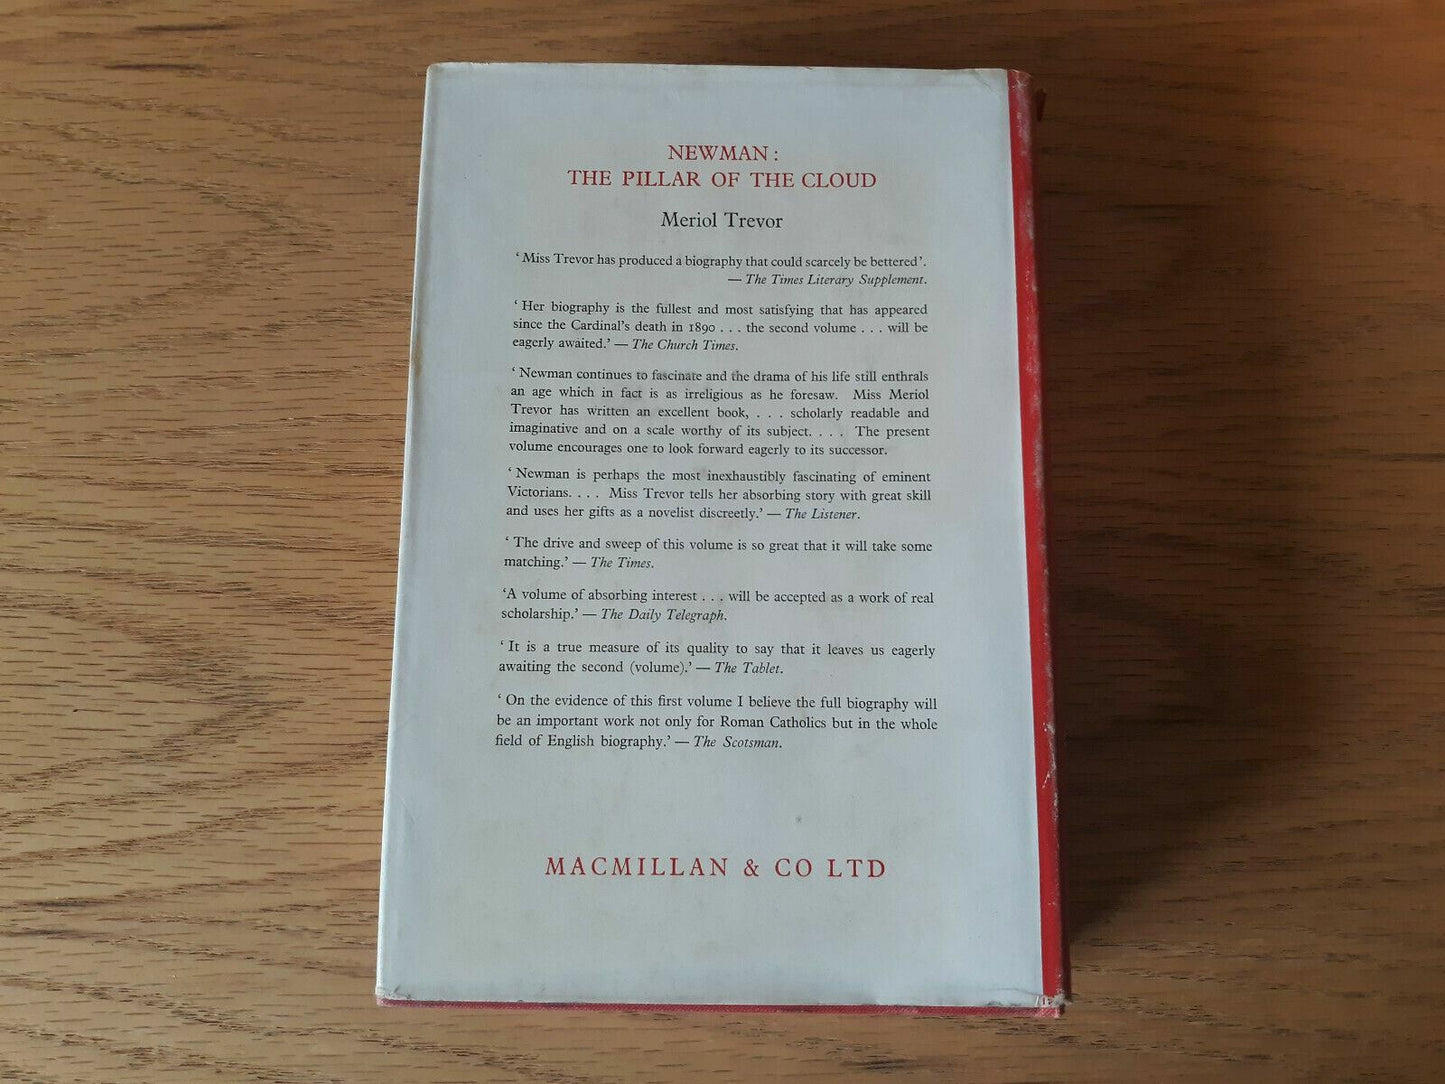 NEWMAN :
THE PILLAR OF THE CLOUD
Meriol Trevor
‘ Miss Trevor has produced a biography that could scarcely be bettered ’.
— The Times Literary Supplement.
‘ Her biography is the fullest and most satisfying that has appeared
since the Cardinal’s death in 1890 . . . the second volume . . . will be
eagerly awaited.’ — The Church Times.
‘ Newman continues to fascinate and the drama of his life still enthrals
an age which in fact is as irreligious as he foresaw. Miss Meriol
Trevor has written an excellent book, . . . scholarly readable and
imaginative and on a scale worthy of its subject. . . . The present
volume encourages one to look forward eagerly to its successor.
‘ Newman is perhaps the most inexhaustibly fascinating of eminent
Victorians. . . . Miss Trevor tells her absorbing story with great skill
and uses her gifts as a novelist discreetly.’ — The Listener.
‘ The drive and sweep of this volume is so great that it will take some
matching.’ — The Times.
‘A volume of absorbing interest . . . will be accepted as a work of real
scholarship.’ — The Daily Telegraph.
‘ It is a true measure of its quality to say that it leaves us eagerly
awaiting the second (volume).’ — The Tablet.
‘ On the evidence of this first volume I believe the full biography will
be an important work not only for Roman Catholics but in the whole
field of English biography.’ — The Scotsman.
MACMILLAN & CO LTD